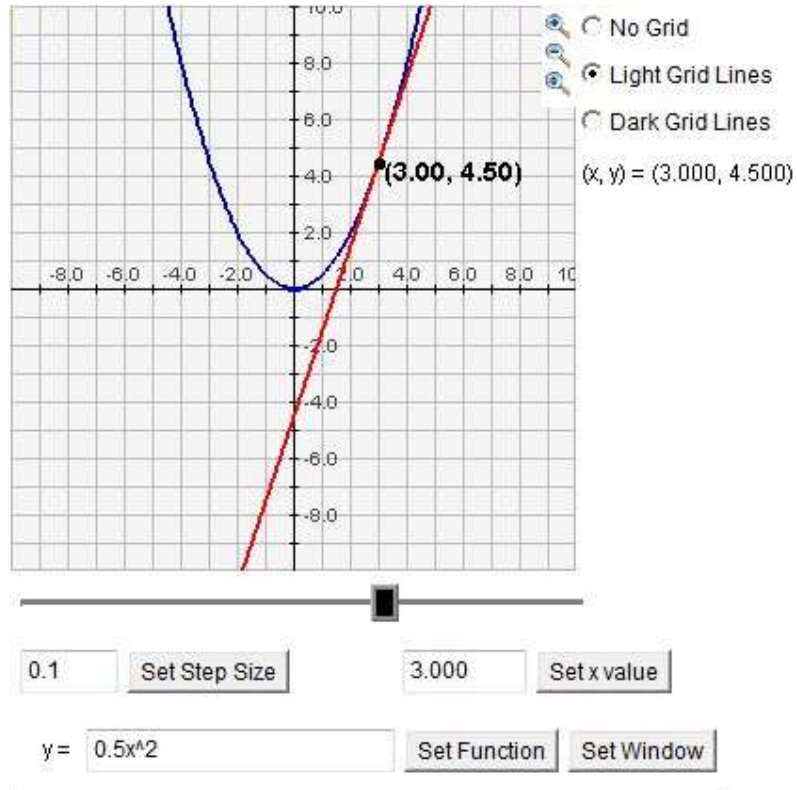 10.0
No Grid
8.0
Light Grid Lines
6.0
Dark Grid Lines
4.0
(3.00, 4.50)
(x, y) = (3.000, 4.500)
2.0
-8.0 -6.0 -4.0 -2.0 2.0 4.0 6.0 8.0 10
-2.0
-4.0
-6.0
-8.0
0.1 Set Step Size 3.000 Set x value
y = 0.5x^2 Set Function Set Window